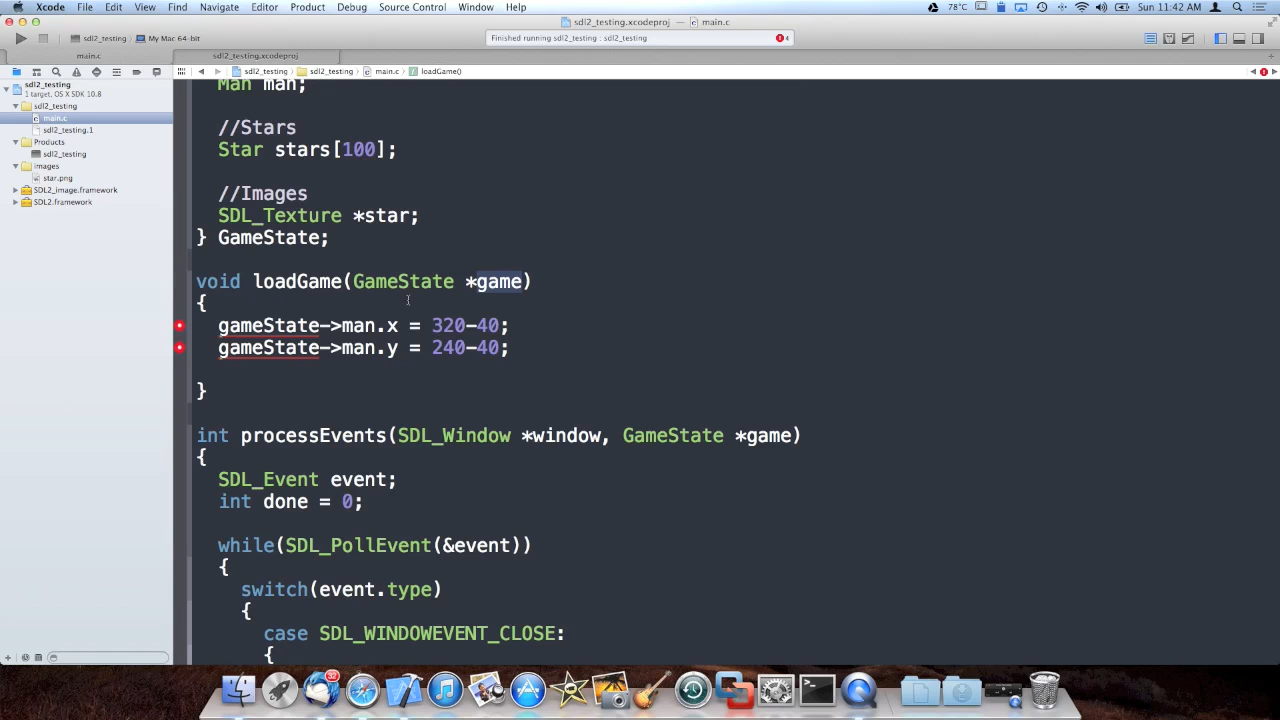 Xcode File Edit View Find Navigate Editor Product Debug Source Control Window Help 78°C Sun 11:42 AM
sdl2_testing.xcodeproj — main.c
sdl2_testing My Mac 64-bit
Finished running sdl2_testing : sdl2_testing 4
main.c sdl2_testing.xcodeproj
sdl2_testing sdl2_testing main.c loadGame()
sdl2_testing
1 target, OS X SDK 10.8
sdl2_testing
main.c
sdl2_testing.1
Products
sdl2_testing
images
star.png
SDL2_image.framework
SDL2.framework
Man man;
//Stars
Star stars[100];
//Images
SDL_Texture *star;
} GameState;
void loadGame(GameState *game)
{
gameState->man.x = 320-40;
gameState->man.y = 240-40;
}
int processEvents(SDL_Window *window, GameState *game)
{
SDL_Event event;
int done = 0;
while(SDL_PollEvent(&event))
{
switch(event.type)
{
case SDL_WINDOWEVENT_CLOSE:
{
32